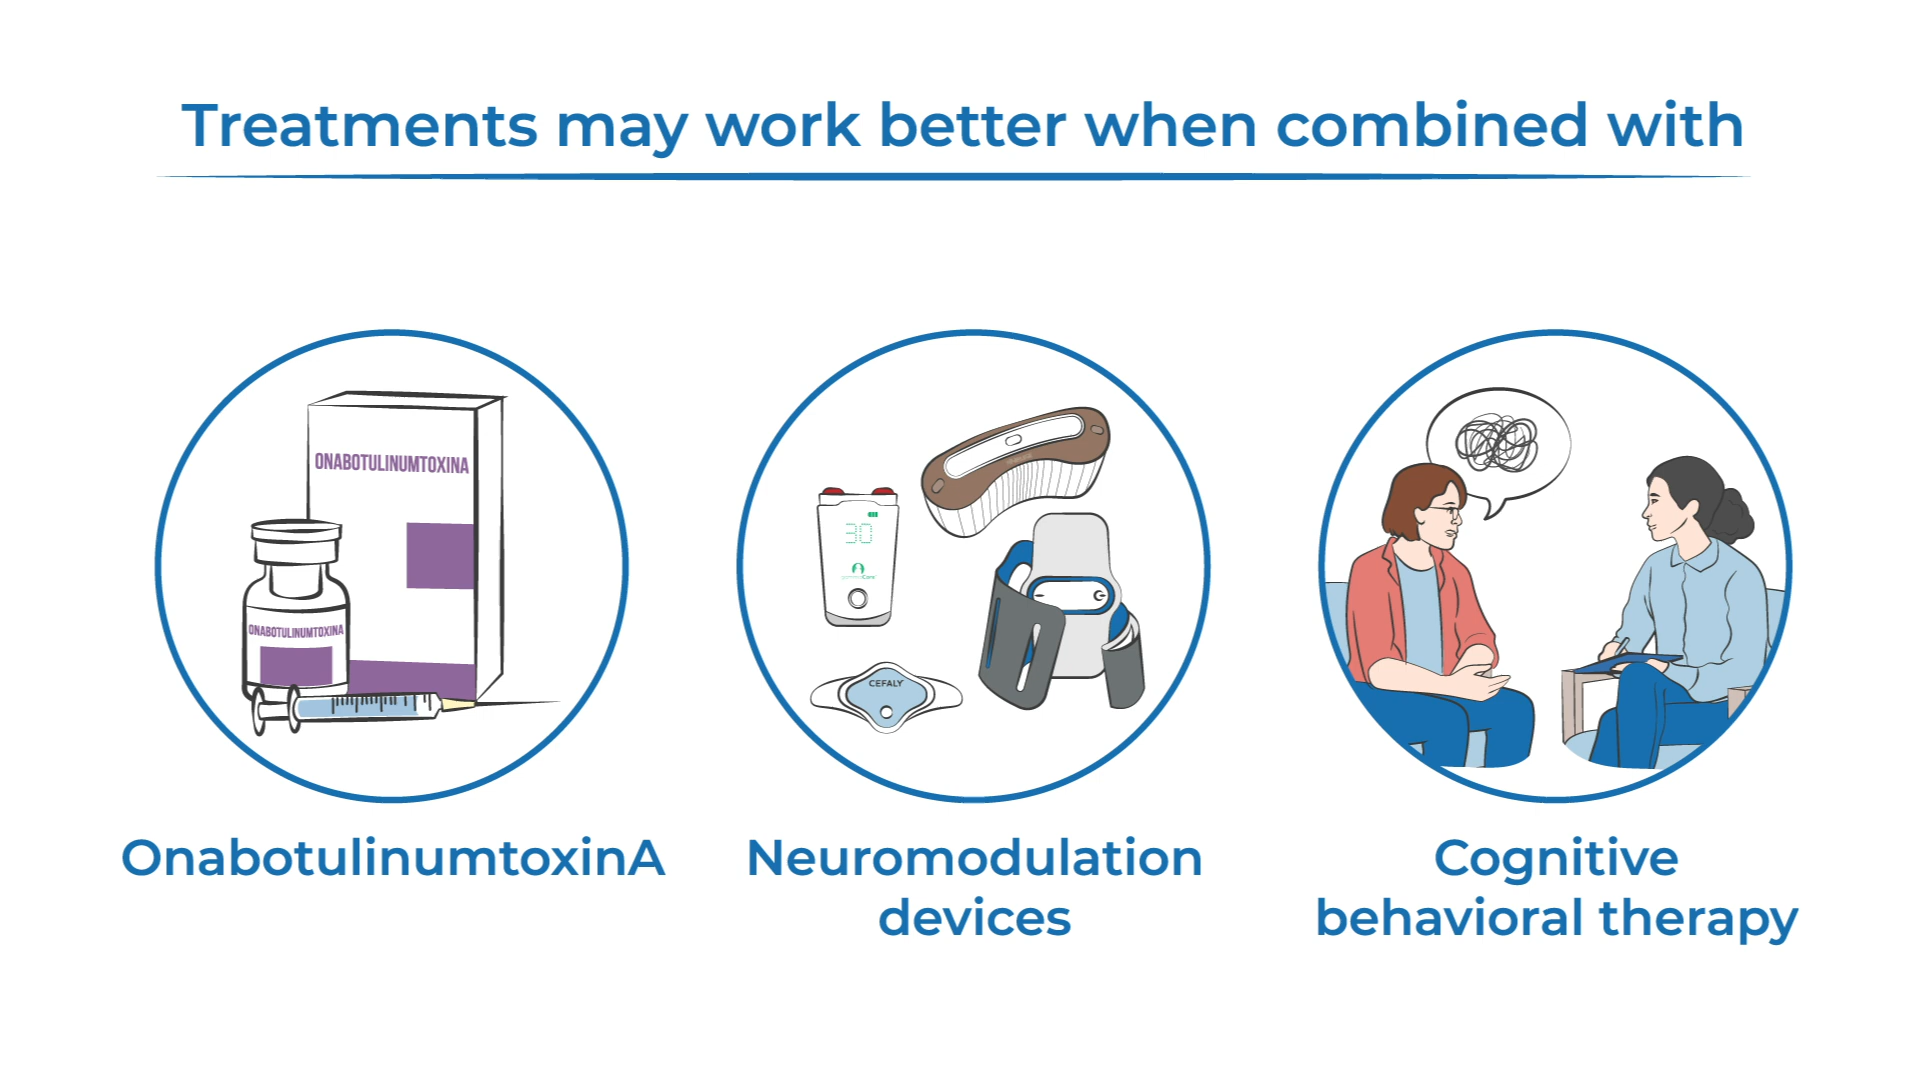 Treatments may work better when combined with
ONABOTULINUMTOXINA
ONABOTULINUMTOXINA
30
CEFALY
OnabotulinumtoxinA
Neuromodulation
devices
Cognitive
behavioral therapy